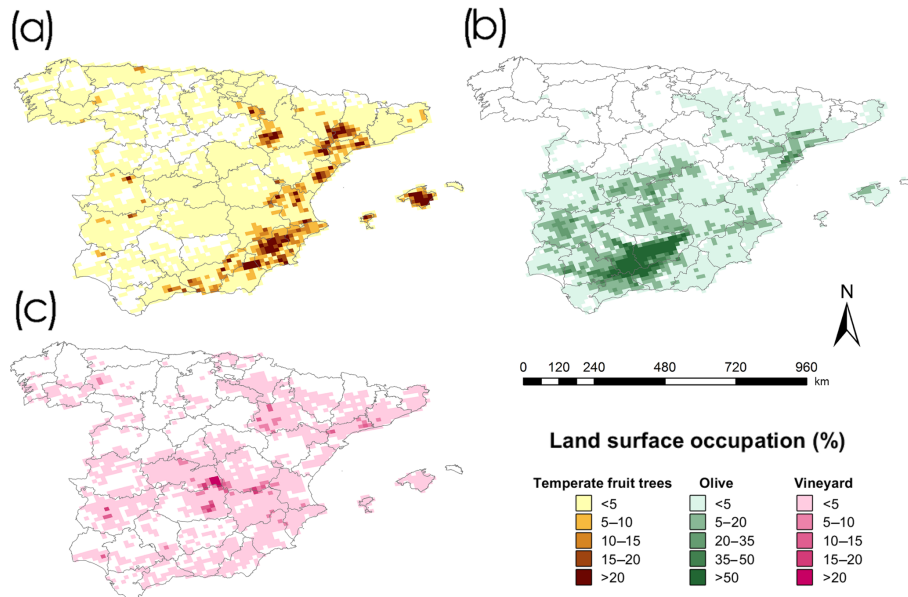 (a)
(b)
(c)
N
0 120 240 480 720 960
km
Land surface occupation (%)
Temperate fruit trees Olive Vineyard
<5 <5 <5
5–10 5–20 5–10
10–15 20–35 10–15
15–20 35–50 15–20
>20 >50 >20